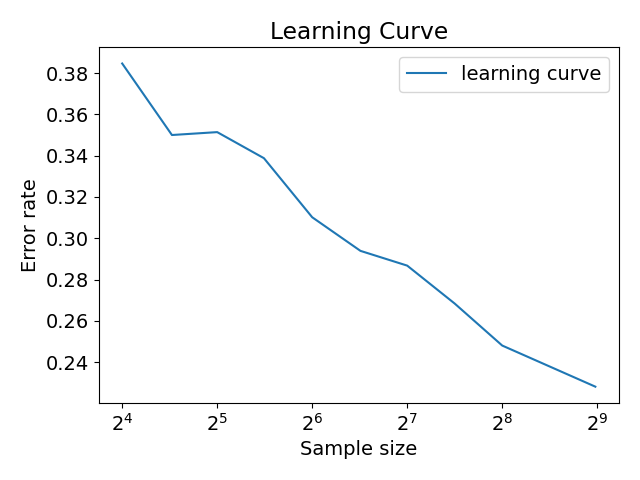 Learning Curve
learning curve
0.38
0.36
0.34
0.32
0.30
0.28
0.26
0.24
Error rate
2⁴ 2⁵ 2⁶ 2⁷ 2⁸ 2⁹
Sample size